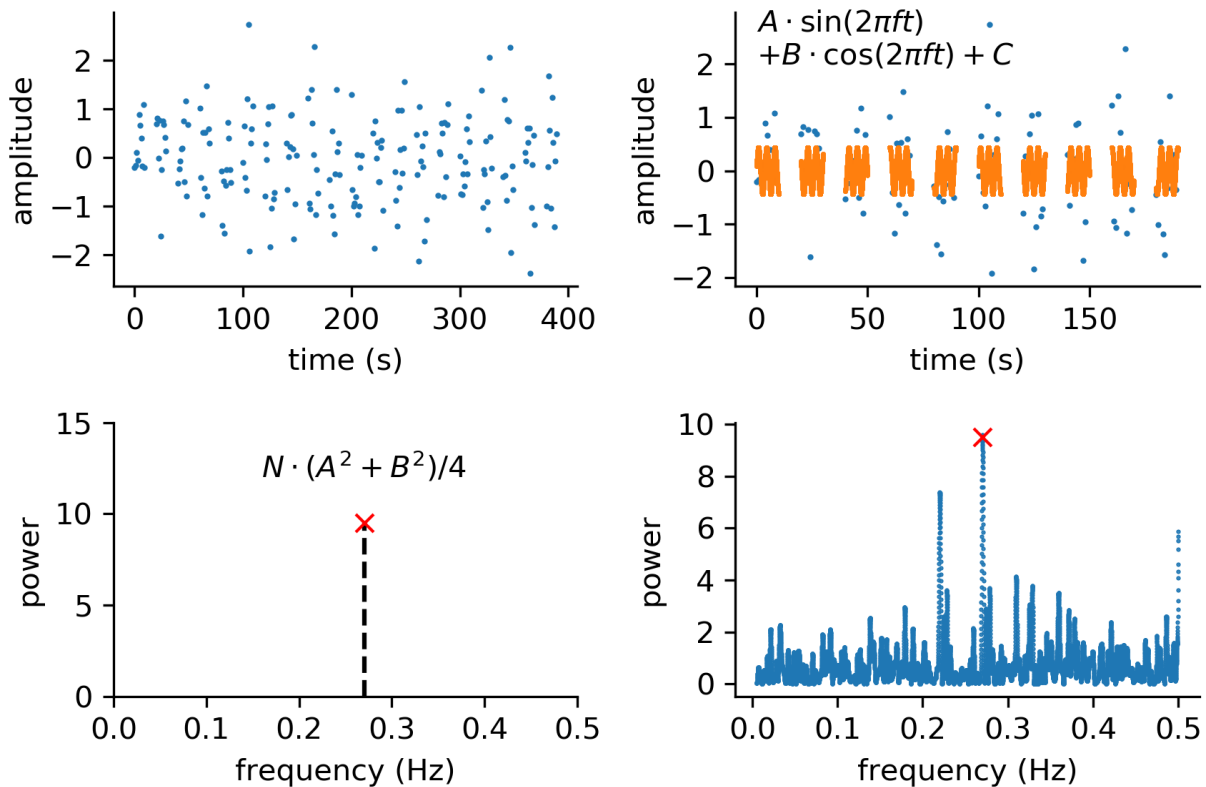 amplitude
2
1
0
−1
−2
0 100 200 300 400
time (s)
A · sin(2πft)
+B · cos(2πft) + C
amplitude
2
1
0
−1
−2
0 50 100 150
time (s)
power
15
10
5
0
N · (A² + B²)/4
0.0 0.1 0.2 0.3 0.4 0.5
frequency (Hz)
power
10
8
6
4
2
0
0.0 0.1 0.2 0.3 0.4 0.5
frequency (Hz)